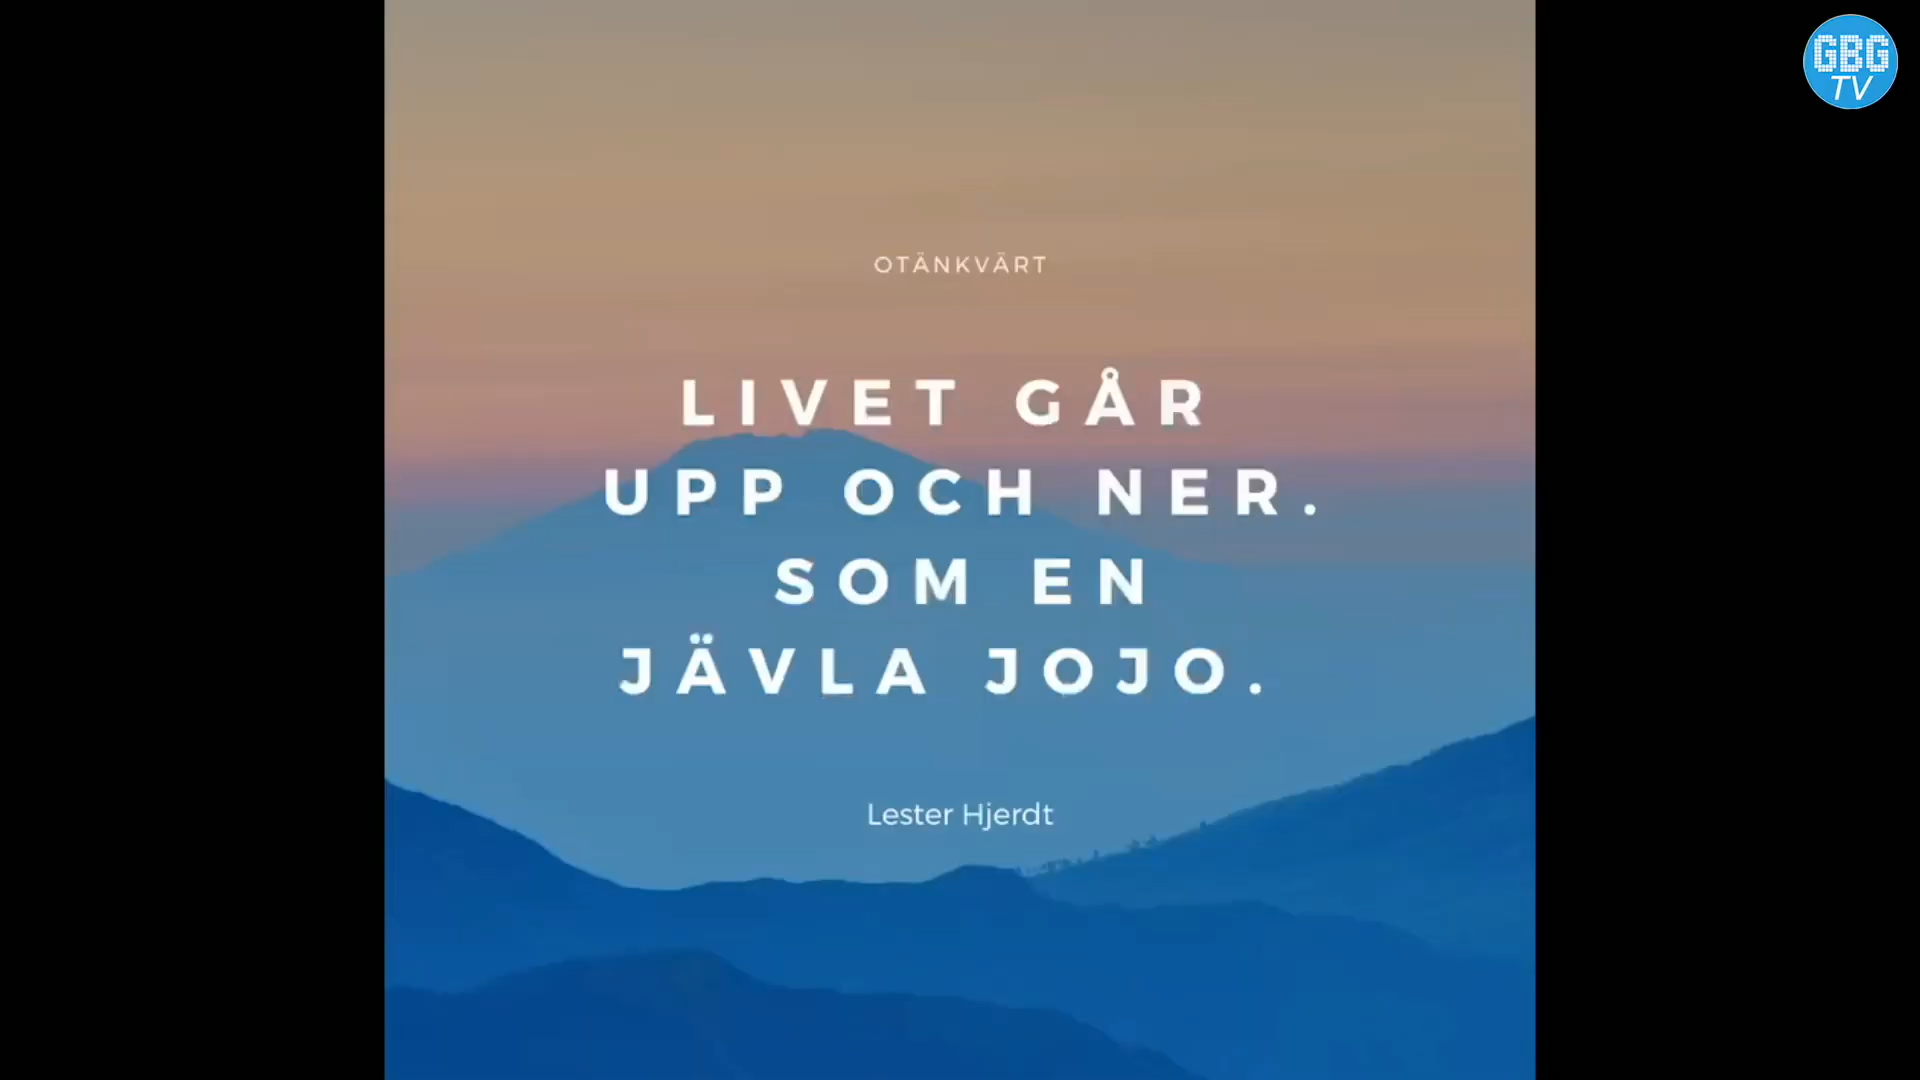 GBG
TV
OTÄNKVÄRT
LIVET GÅR
UPP OCH NER.
SOM EN
JÄVLA JOJO.
Lester Hjerdt